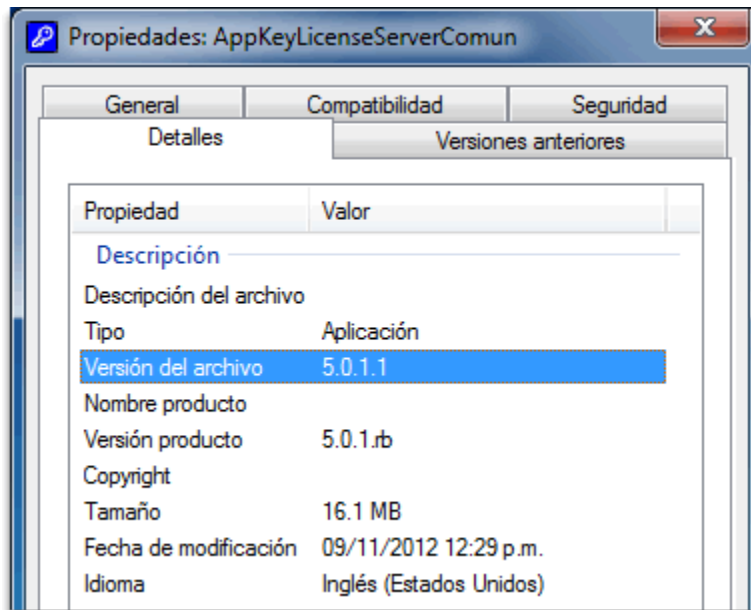 Propiedades: AppKeyLicenseServerComun
General Compatibilidad Seguridad
Detalles Versiones anteriores
Propiedad Valor
Descripción
Descripción del archivo
Tipo Aplicación
Versión del archivo 5.0.1.1
Nombre producto
Versión producto 5.0.1.rb
Copyright
Tamaño 16.1 MB
Fecha de modificación 09/11/2012 12:29 p.m.
Idioma Inglés (Estados Unidos)